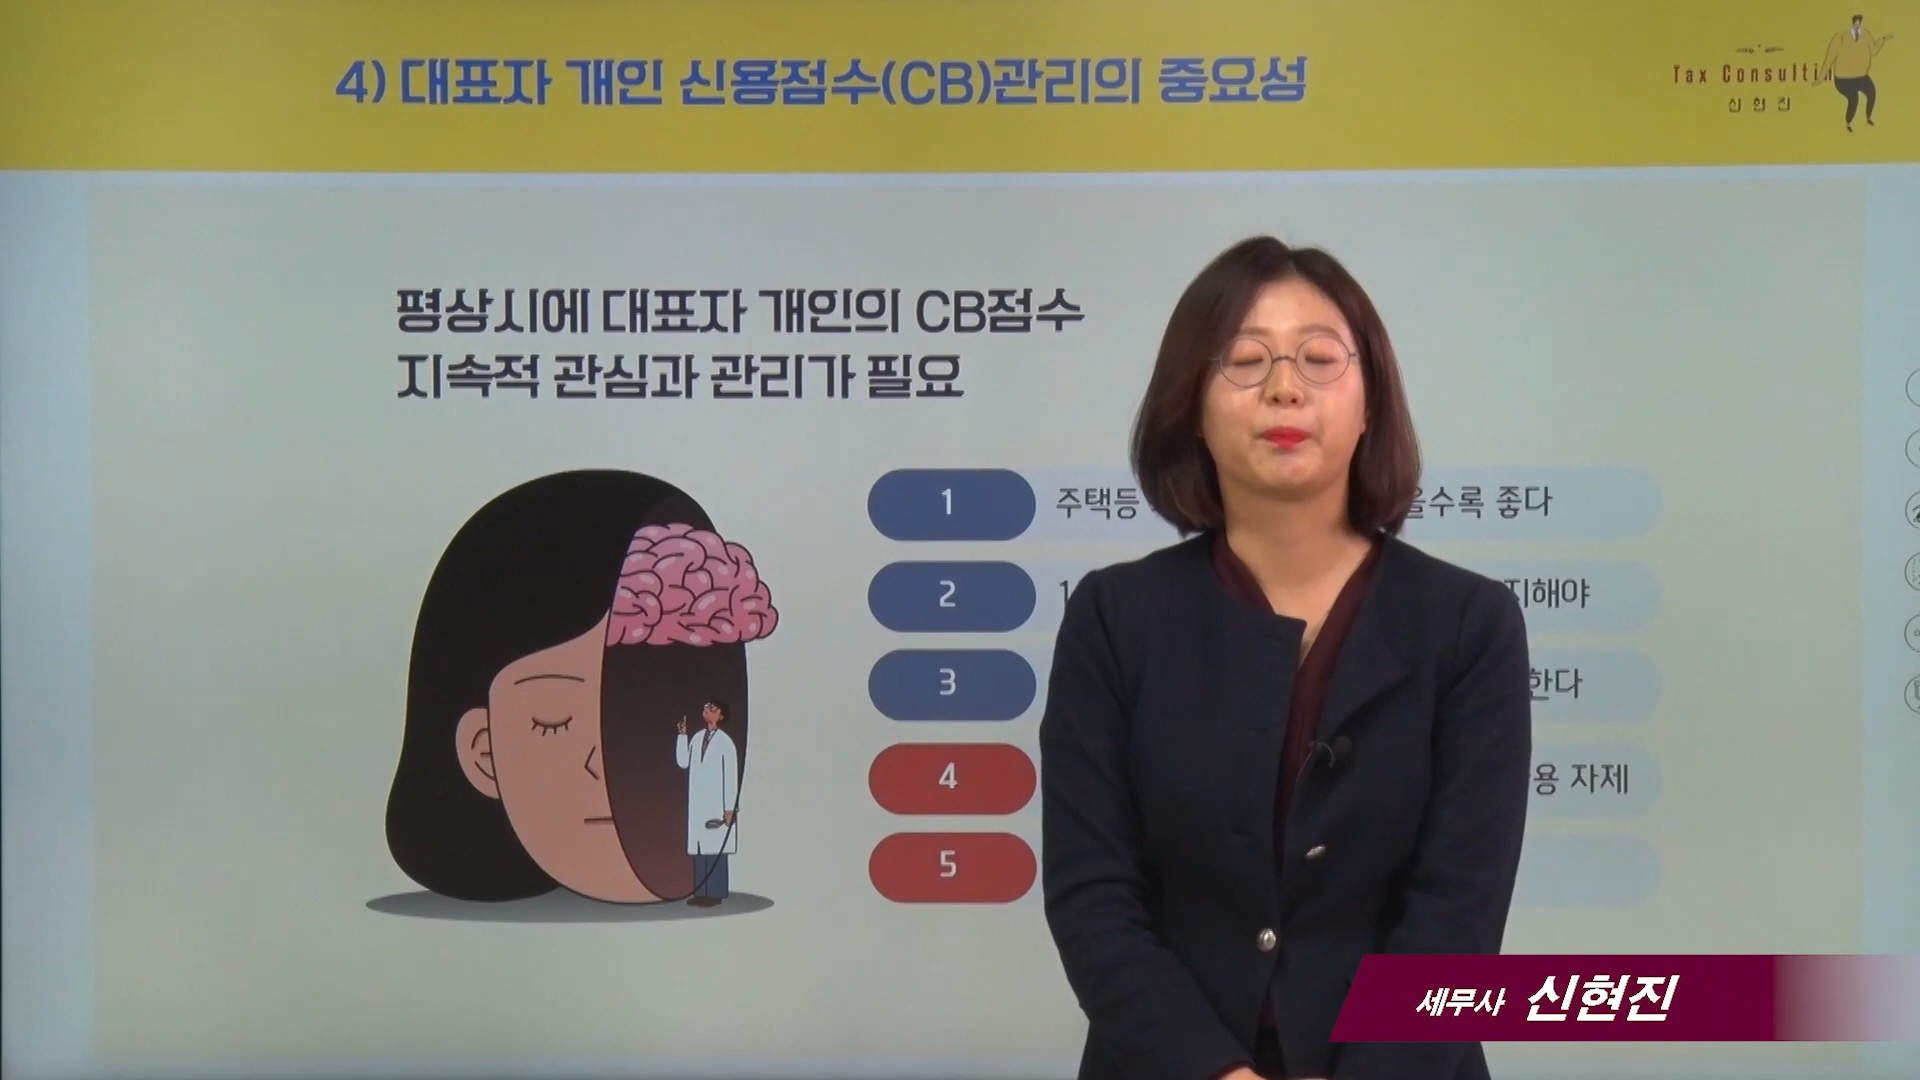 4) 대표자 개인 신용점수(CB)관리의 중요성
Tax Consultin
신 현 진
평상시에 대표자 개인의 CB점수
지속적 관심과 관리가 필요
1 주택등 을수록 좋다
2 1 지해야
3 한다
4 용 자제
5
세무사 신현진